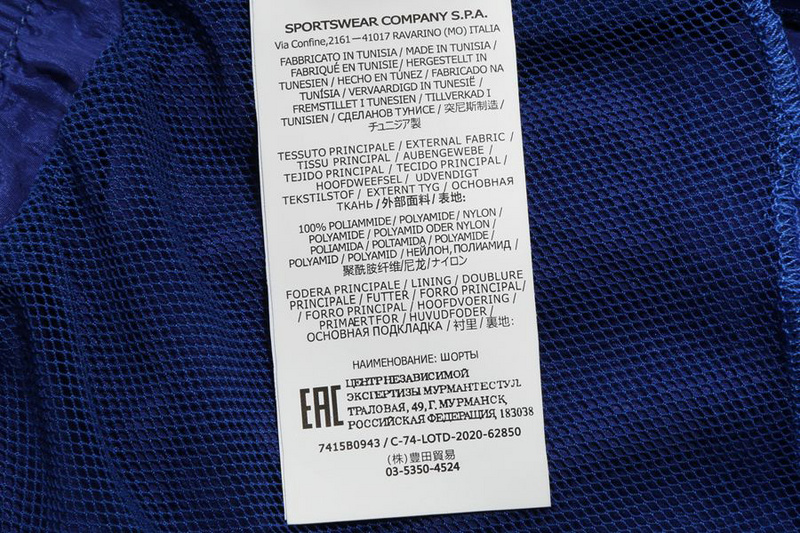 SPORTSWEAR COMPANY S.P.A.
Via Confine,2161—41017 RAVARINO (MO) ITALIA
FABBRICATO IN TUNISIA / MADE IN TUNISIA /
FABRIQUÉ EN TUNISIE / HERGESTELLT IN
TUNESIEN / HECHO EN TÚNEZ / FABRICADO NA
TUNÍSIA / VERVAARDIGD IN TUNESIË /
FREMSTILLET I TUNESIEN / TILLVERKAD I
TUNISIEN / СДЕЛАНОВ ТУНИСЕ / 突尼斯制造 /
チュニジア製
TESSUTO PRINCIPALE / EXTERNAL FABRIC /
TISSU PRINCIPAL / AUBENGEWEBE /
TEJIDO PRINCIPAL / TECIDO PRINCIPAL /
HOOFDWEEFSEL / UDVENDIGT
TEKSTILSTOF / EXTERNT TYG / ОСНОВНАЯ
ТКАНЬ / 外部面料 / 表地:
100% POLIAMMIDE / POLYAMIDE / NYLON /
POLYAMIDE / POLYAMID ODER NYLON /
POLIAMIDA / POLTAMIDA / POLYAMIDE /
POLYAMID / POLYAMID / НЕЙЛОН, ПОЛИАМИД /
聚酰胺纤维/尼龙/ナイロン
FODERA PRINCIPALE / LINING / DOUBLURE
PRINCIPALE / FUTTER / FORRO PRINCIPAL
/ FORRO PRINCIPAL / HOOFDVOERING /
PRIMAERTFOR / HUVUDFODER /
ОСНОВНАЯ ПОДКЛАДКА / 衬里 / 裏地:
НАИМЕНОВАНИЕ: ШОРТЫ
EAC ЦЕНТР НЕЗАВИСИМОЙ
ЭКСПЕРТИЗЫ МУРМАНТЕСТ УЛ.
ТРАЛОВАЯ, 49, Г. МУРМАНСК,
РОССИЙСКАЯ ФЕДЕРАЦИЯ, 183038
7415B0943 / C-74-LOTD-2020-62850
(株)豊田貿易
03-5350-4524